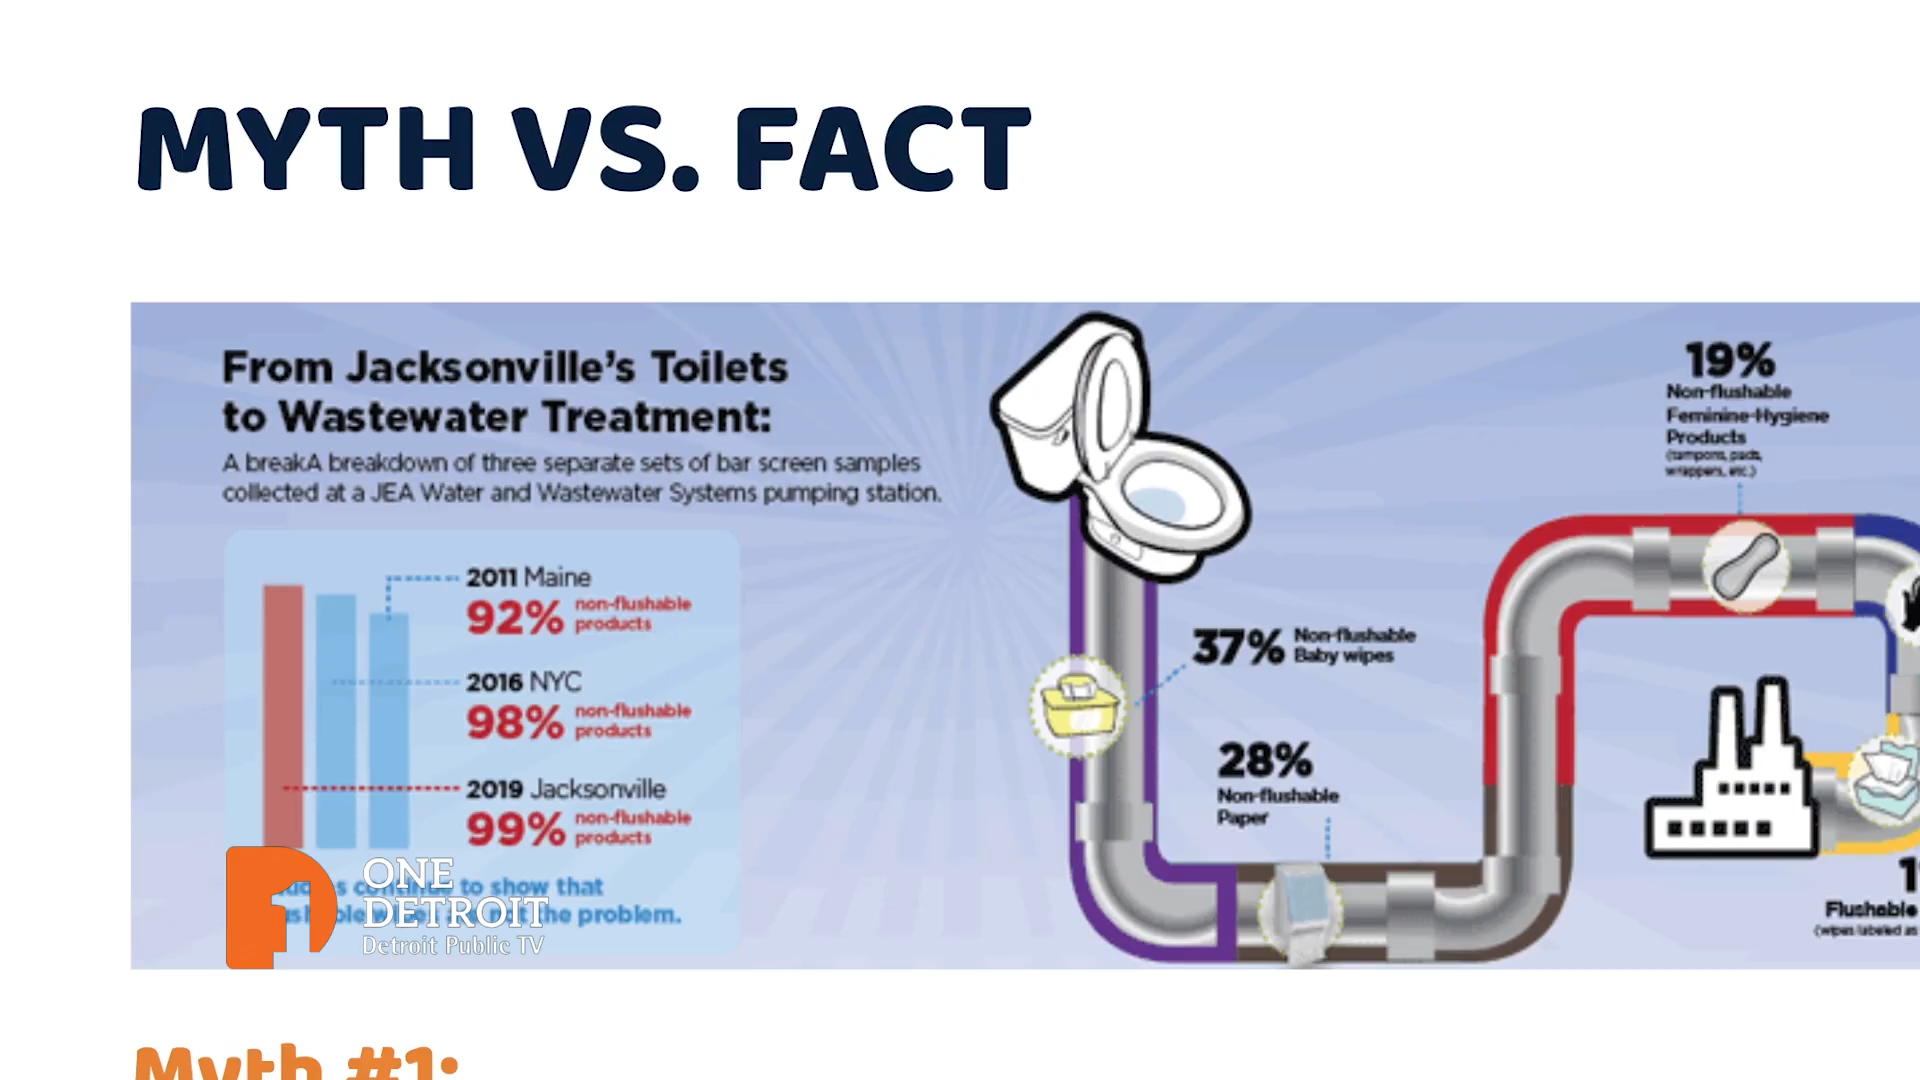 MYTH VS. FACT
From Jacksonville's Toilets
to Wastewater Treatment:
A breakA breakdown of three separate sets of bar screen samples
collected at a JEA Water and Wastewater Systems pumping station.
2011 Maine
92% non-flushable
products
2016 NYC
98% non-flushable
products
2019 Jacksonville
99% non-flushable
products
to show that
not the problem.
ONE
DETROIT
Detroit Public TV
37% Non-flushable
Baby wipes
28%
Non-flushable
Paper
19%
Non-flushable
Feminine-Hygiene
Products
(tampons, pads,
wrappers, etc.)
Flushable
(wipes labeled as
Myth #1: